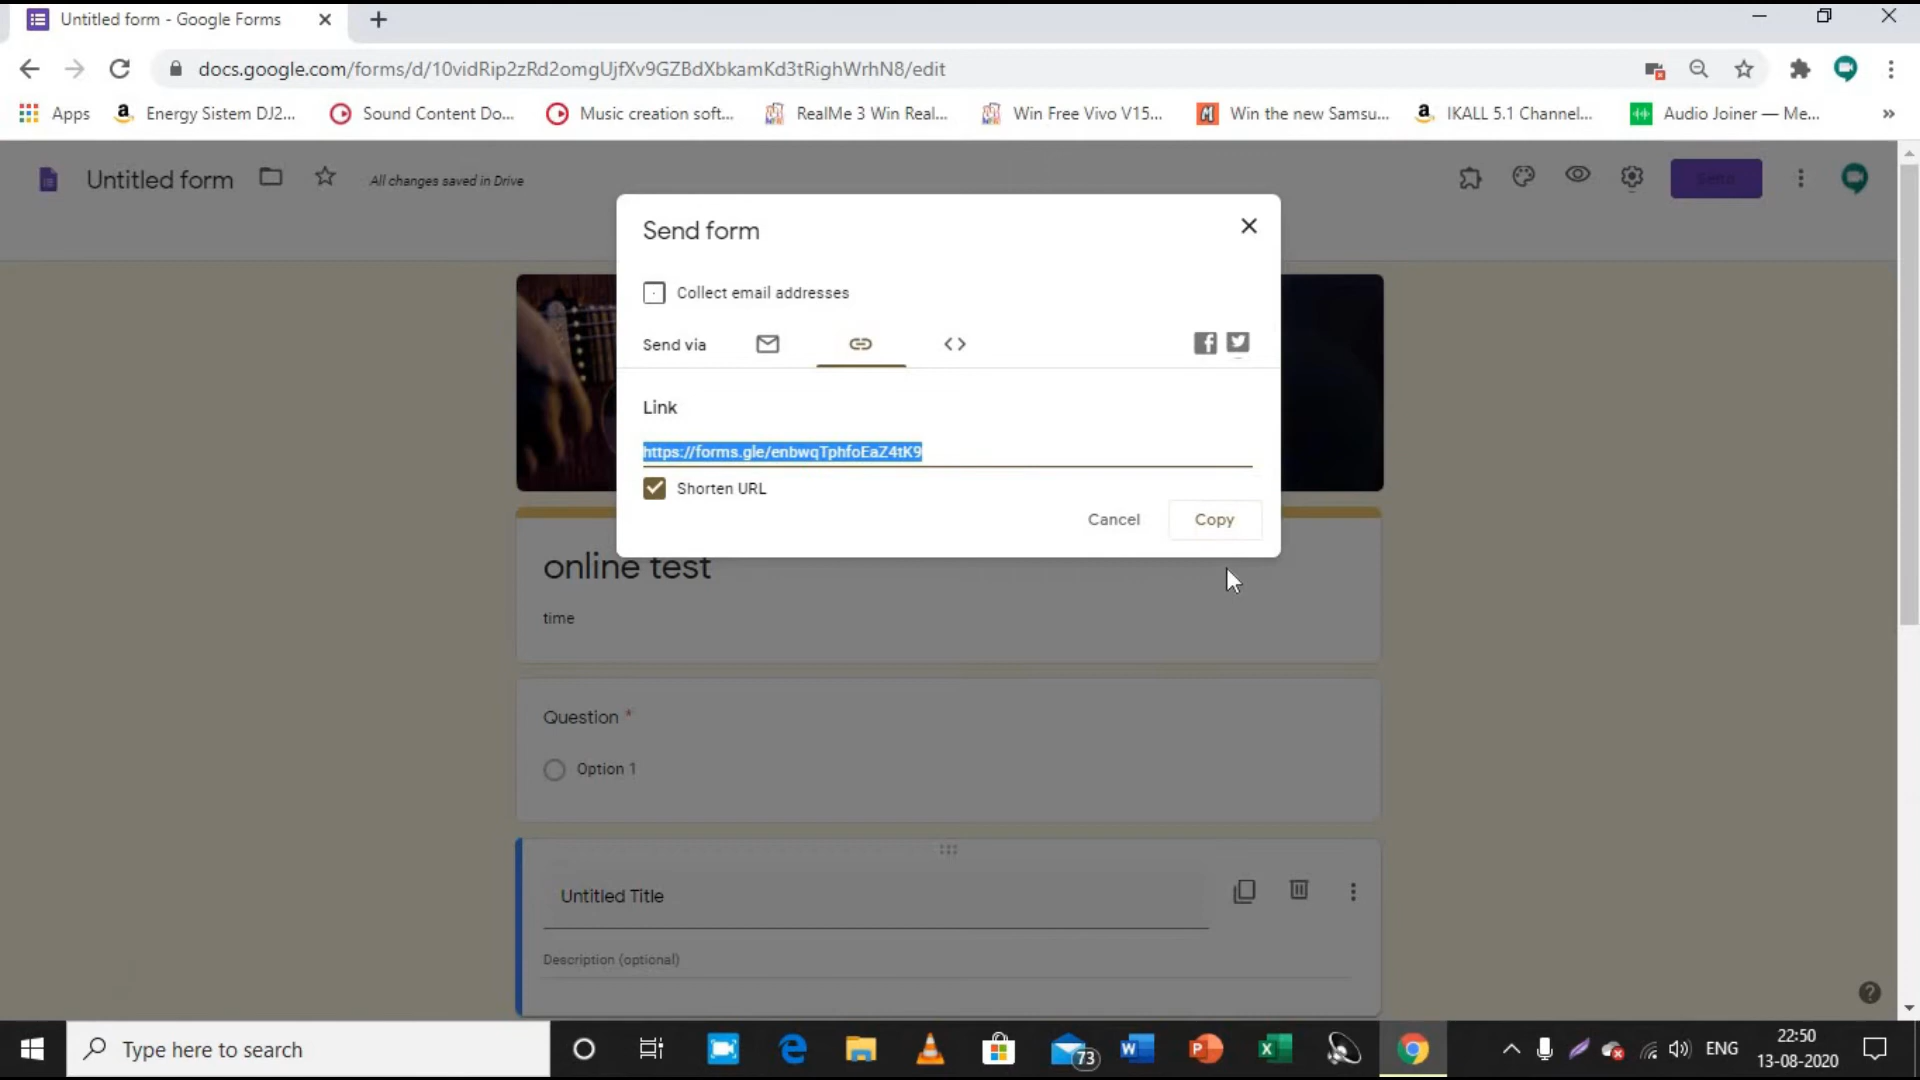 Untitled form - Google Forms
docs.google.com/forms/d/10vidRip2zRd2omgUjfXv9GZBdXbkamKd3tRighWrhN8/edit
Apps
Energy Sistem DJ2...
Sound Content Do...
Music creation soft...
RealMe 3 Win Real...
Win Free Vivo V15...
Win the new Samsu...
IKALL 5.1 Channel...
Audio Joiner — Me...
»
Untitled form
All changes saved in Drive
Send
Send form
Collect email addresses
Send via
Link
https://forms.gle/enbwqTphfoEaZ4tK9
Shorten URL
Cancel
Copy
online test
time
Question *
Option 1
Untitled Title
Description (optional)
Type here to search
73
ENG
22:50
13-08-2020